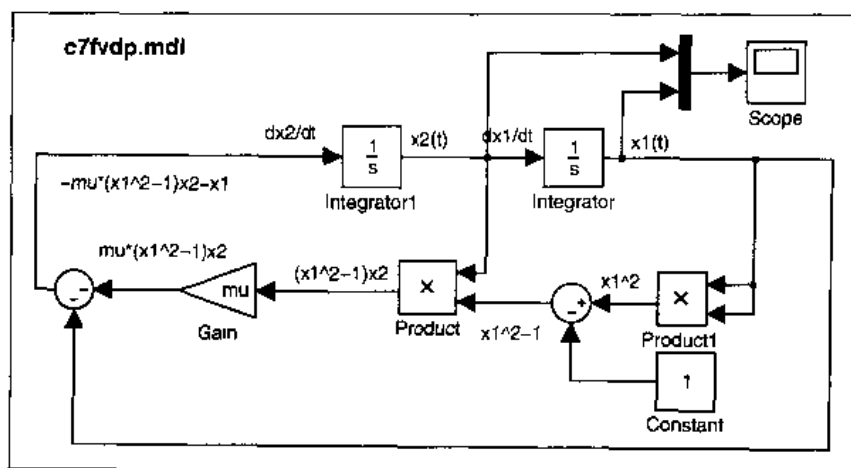 c7fvdp.mdl
Scope
dx2/dt
1
s
x2(t)
dx1/dt
1
s
x1(t)
Integrator1
Integrator
-mu*(x1^2-1)x2-x1
mu*(x1^2-1)x2
mu
Gain
(x1^2-1)x2
×
Product
x1^2-1
x1^2
×
Product1
1
Constant
- -
- +